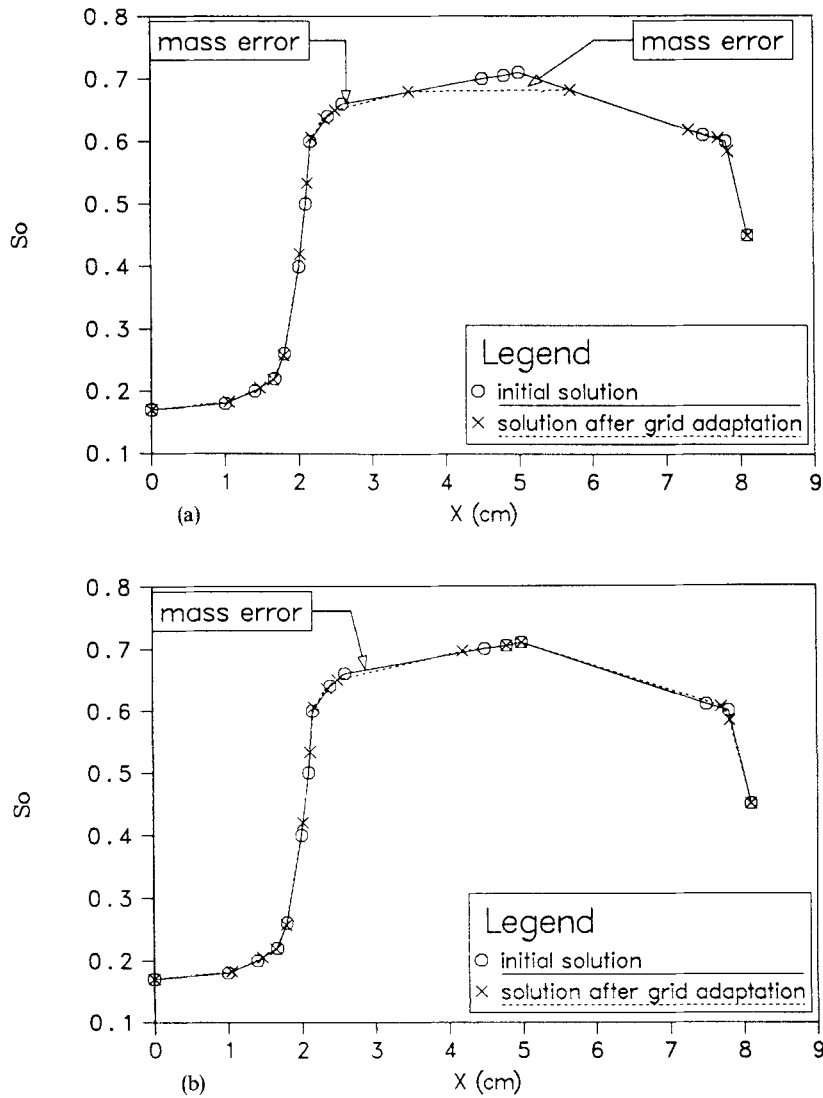 0.8
0.7
0.6
0.5
0.4
0.3
0.2
0.1
So
mass error
mass error
Legend
initial solution
solution after grid adaptation
0 1 2 3 4 5 6 7 8 9
(a)
X (cm)
0.8
0.7
0.6
0.5
0.4
0.3
0.2
0.1
So
mass error
Legend
initial solution
solution after grid adaptation
0 1 2 3 4 5 6 7 8 9
(b)
X (cm)